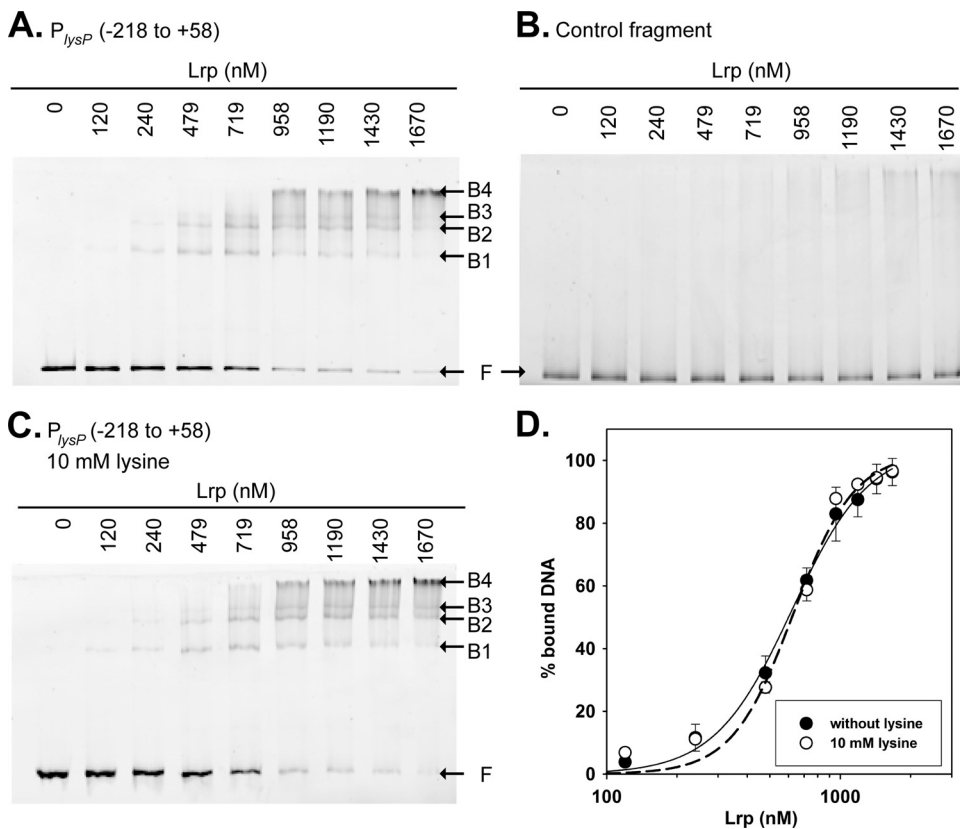 A. PlysP (-218 to +58)
Lrp (nM)
0 120 240 479 719 958 1190 1430 1670
B4
B3
B2
B1
F
B. Control fragment
Lrp (nM)
0 120 240 479 719 958 1190 1430 1670
C. PlysP (-218 to +58)
10 mM lysine
Lrp (nM)
0 120 240 479 719 958 1190 1430 1670
B4
B3
B2
B1
F
D.
% bound DNA
100
80
60
40
20
0
without lysine
10 mM lysine
100 1000
Lrp (nM)